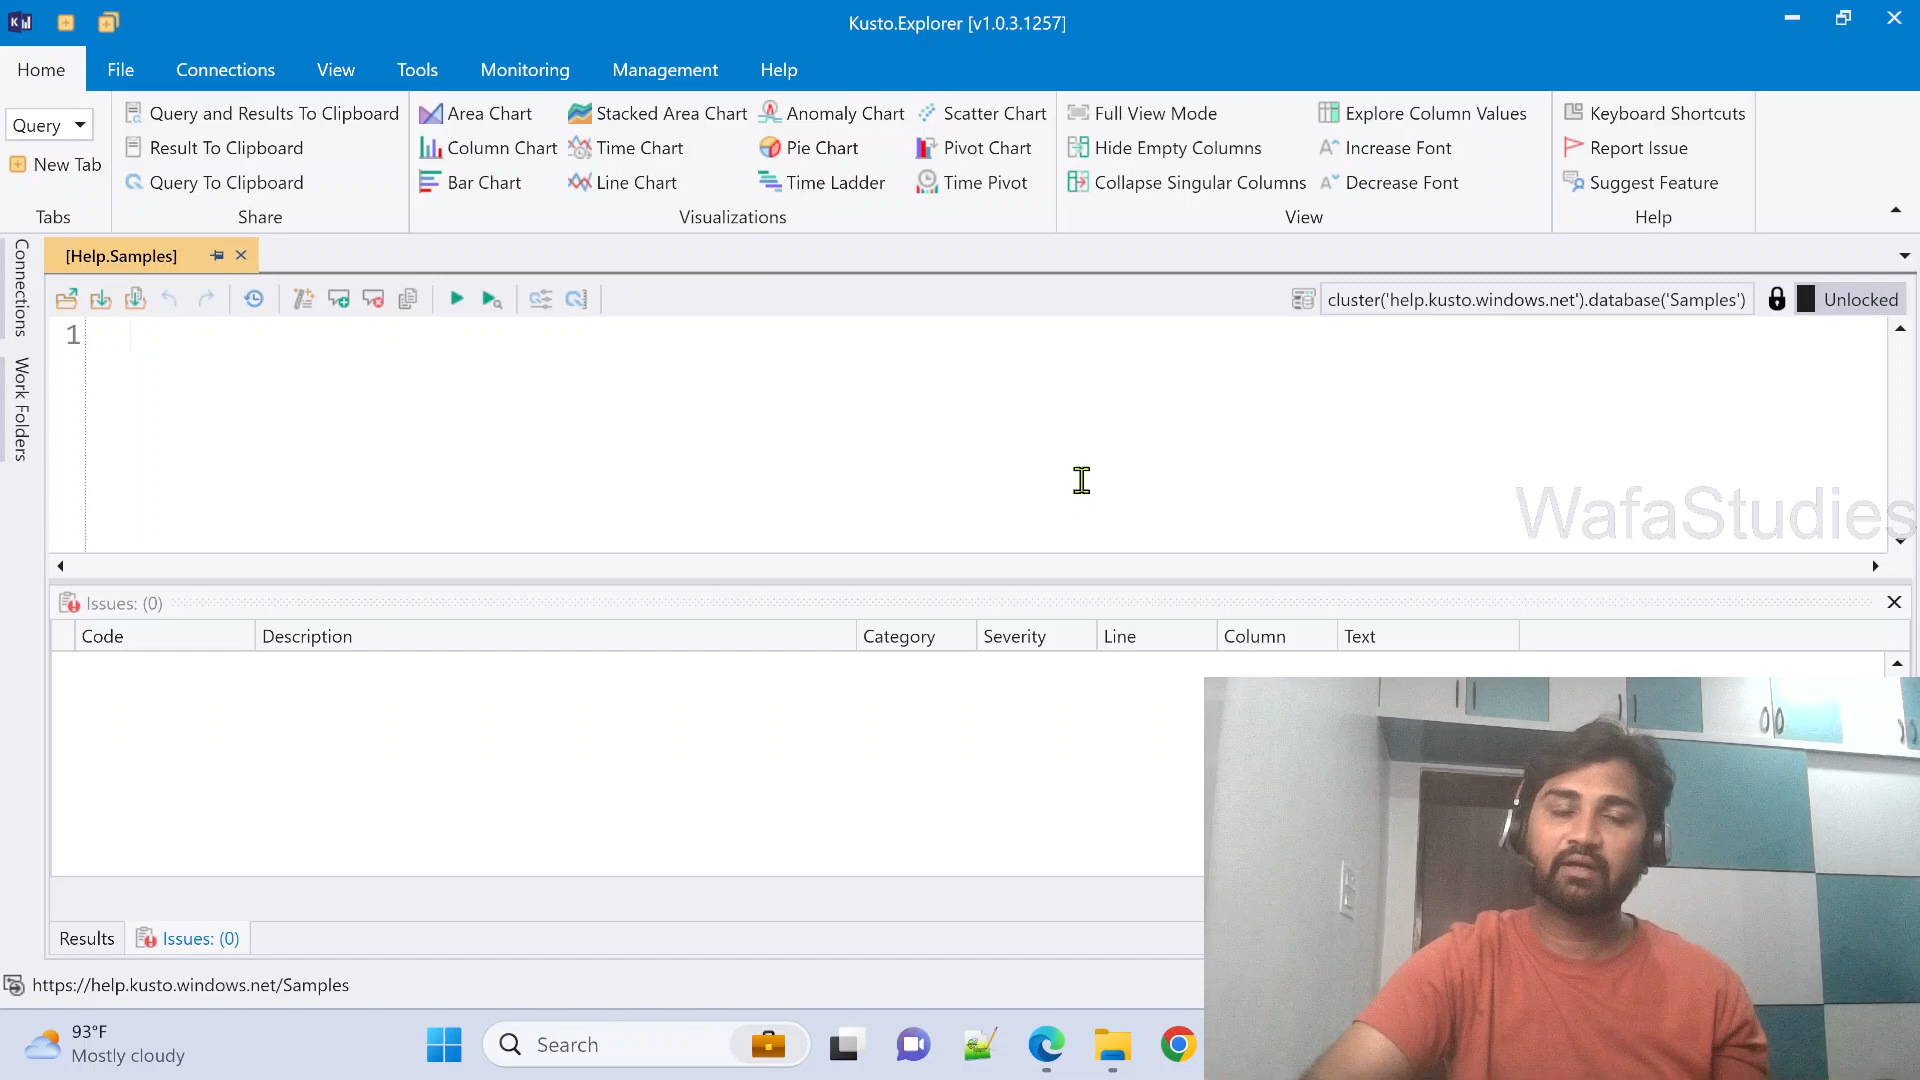 Kusto.Explorer [v1.0.3.1257]
Home File Connections View Tools Monitoring Management Help
Query
New Tab
Tabs
Query and Results To Clipboard
Result To Clipboard
Query To Clipboard
Share
Area Chart Stacked Area Chart Anomaly Chart Scatter Chart
Column Chart Time Chart Pie Chart Pivot Chart
Bar Chart Line Chart Time Ladder Time Pivot
Visualizations
Full View Mode Explore Column Values
Hide Empty Columns Increase Font
Collapse Singular Columns Decrease Font
View
Keyboard Shortcuts
Report Issue
Suggest Feature
Help
Connections
Work Folders
[Help.Samples]
cluster('help.kusto.windows.net').database('Samples') Unlocked
1
WafaStudies
Issues: (0)
Code Description Category Severity Line Column Text
Results Issues: (0)
https://help.kusto.windows.net/Samples
93°F
Mostly cloudy
Search